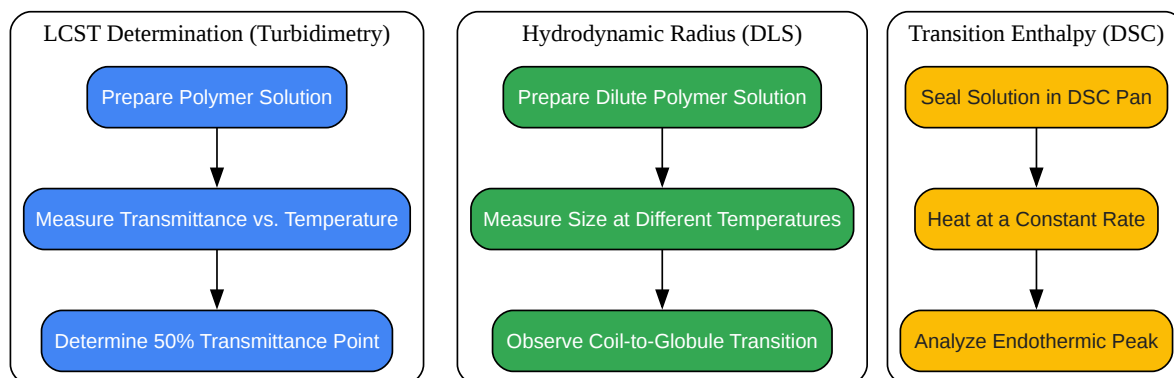 LCST Determination (Turbidimetry)
Prepare Polymer Solution
Measure Transmittance vs. Temperature
Determine 50% Transmittance Point
Hydrodynamic Radius (DLS)
Prepare Dilute Polymer Solution
Measure Size at Different Temperatures
Observe Coil-to-Globule Transition
Transition Enthalpy (DSC)
Seal Solution in DSC Pan
Heat at a Constant Rate
Analyze Endothermic Peak